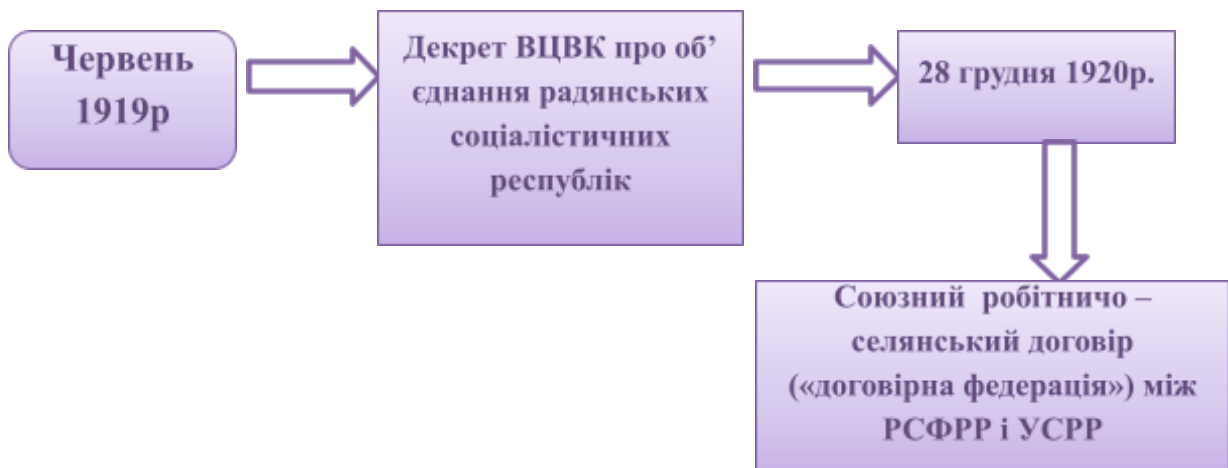 Червень
1919р
Декрет ВЦВК про об’
єднання радянських
соціалістичних
республік
28 грудня 1920р.
Союзний робітничо –
селянський договір
(«договірна федерація») між
РСФРР і УСРР